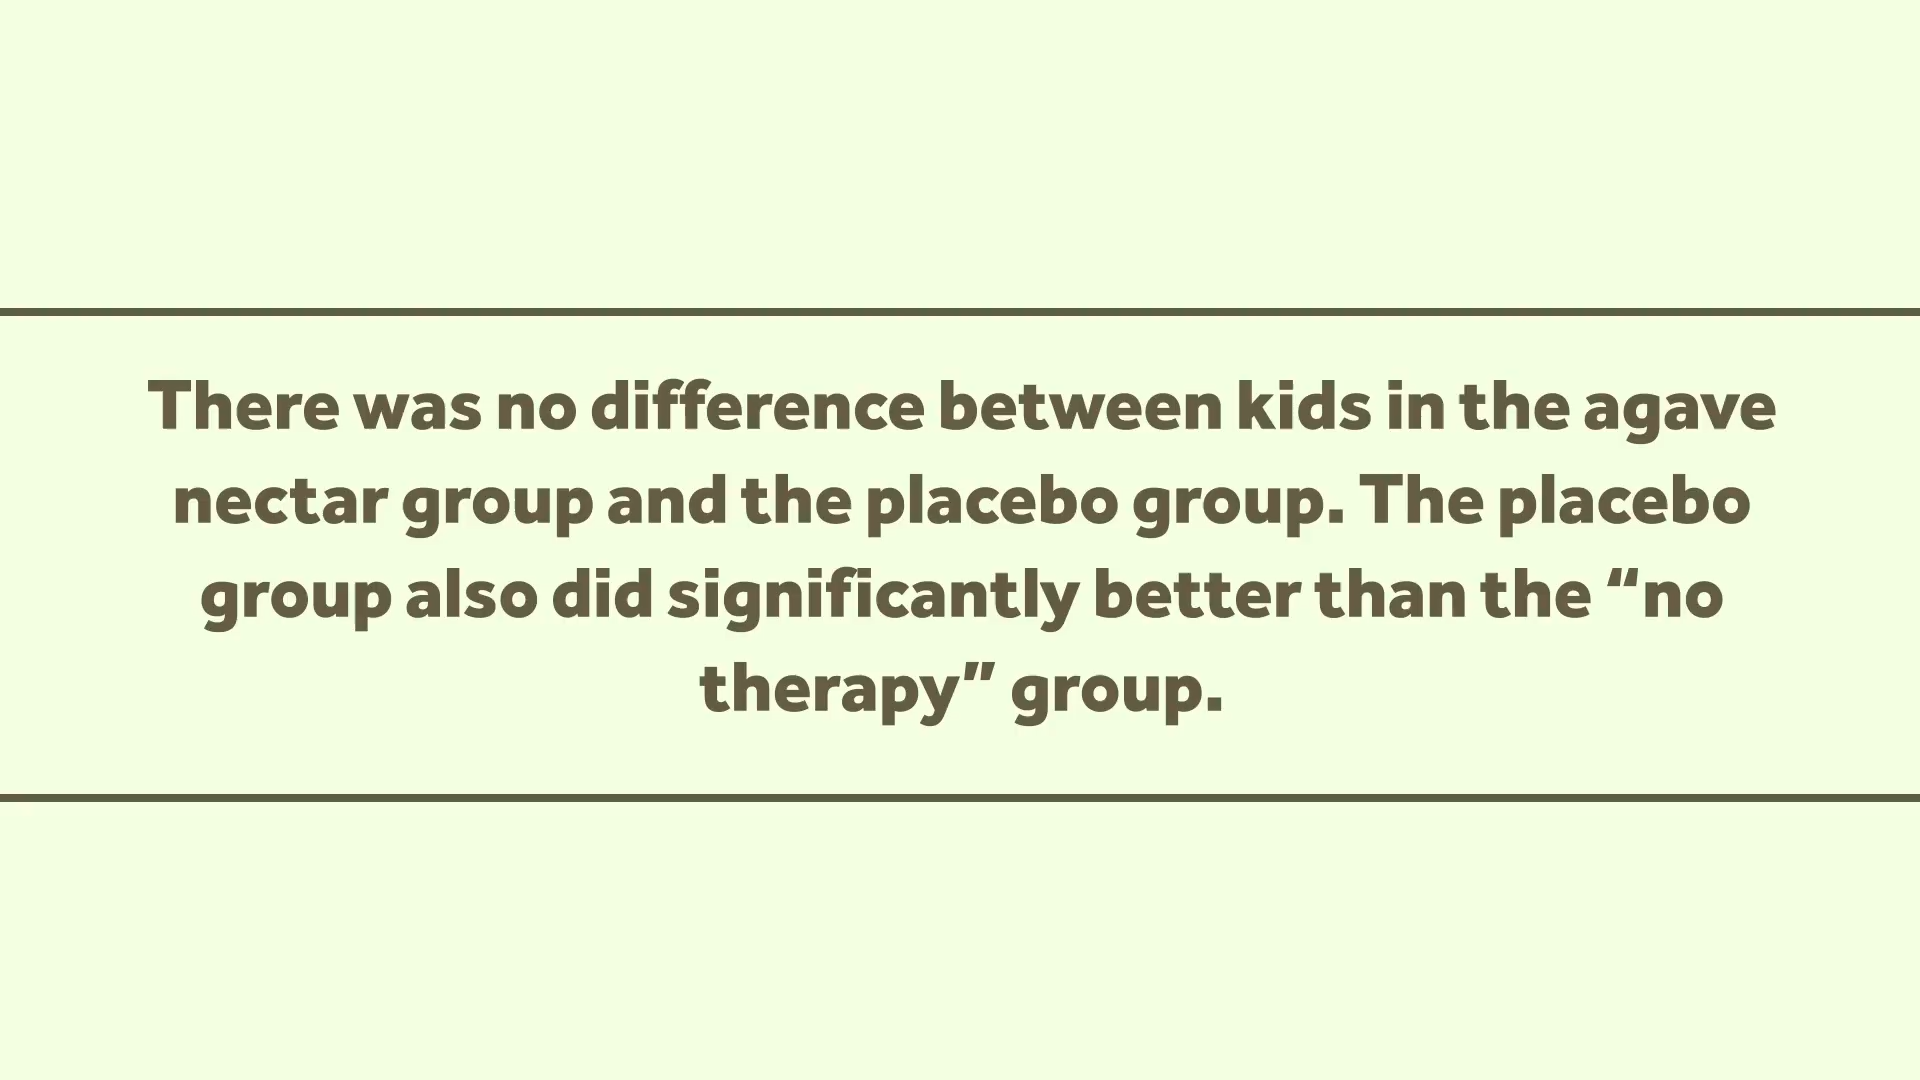 There was no difference between kids in the agave
nectar group and the placebo group. The placebo
group also did significantly better than the “no
therapy” group.